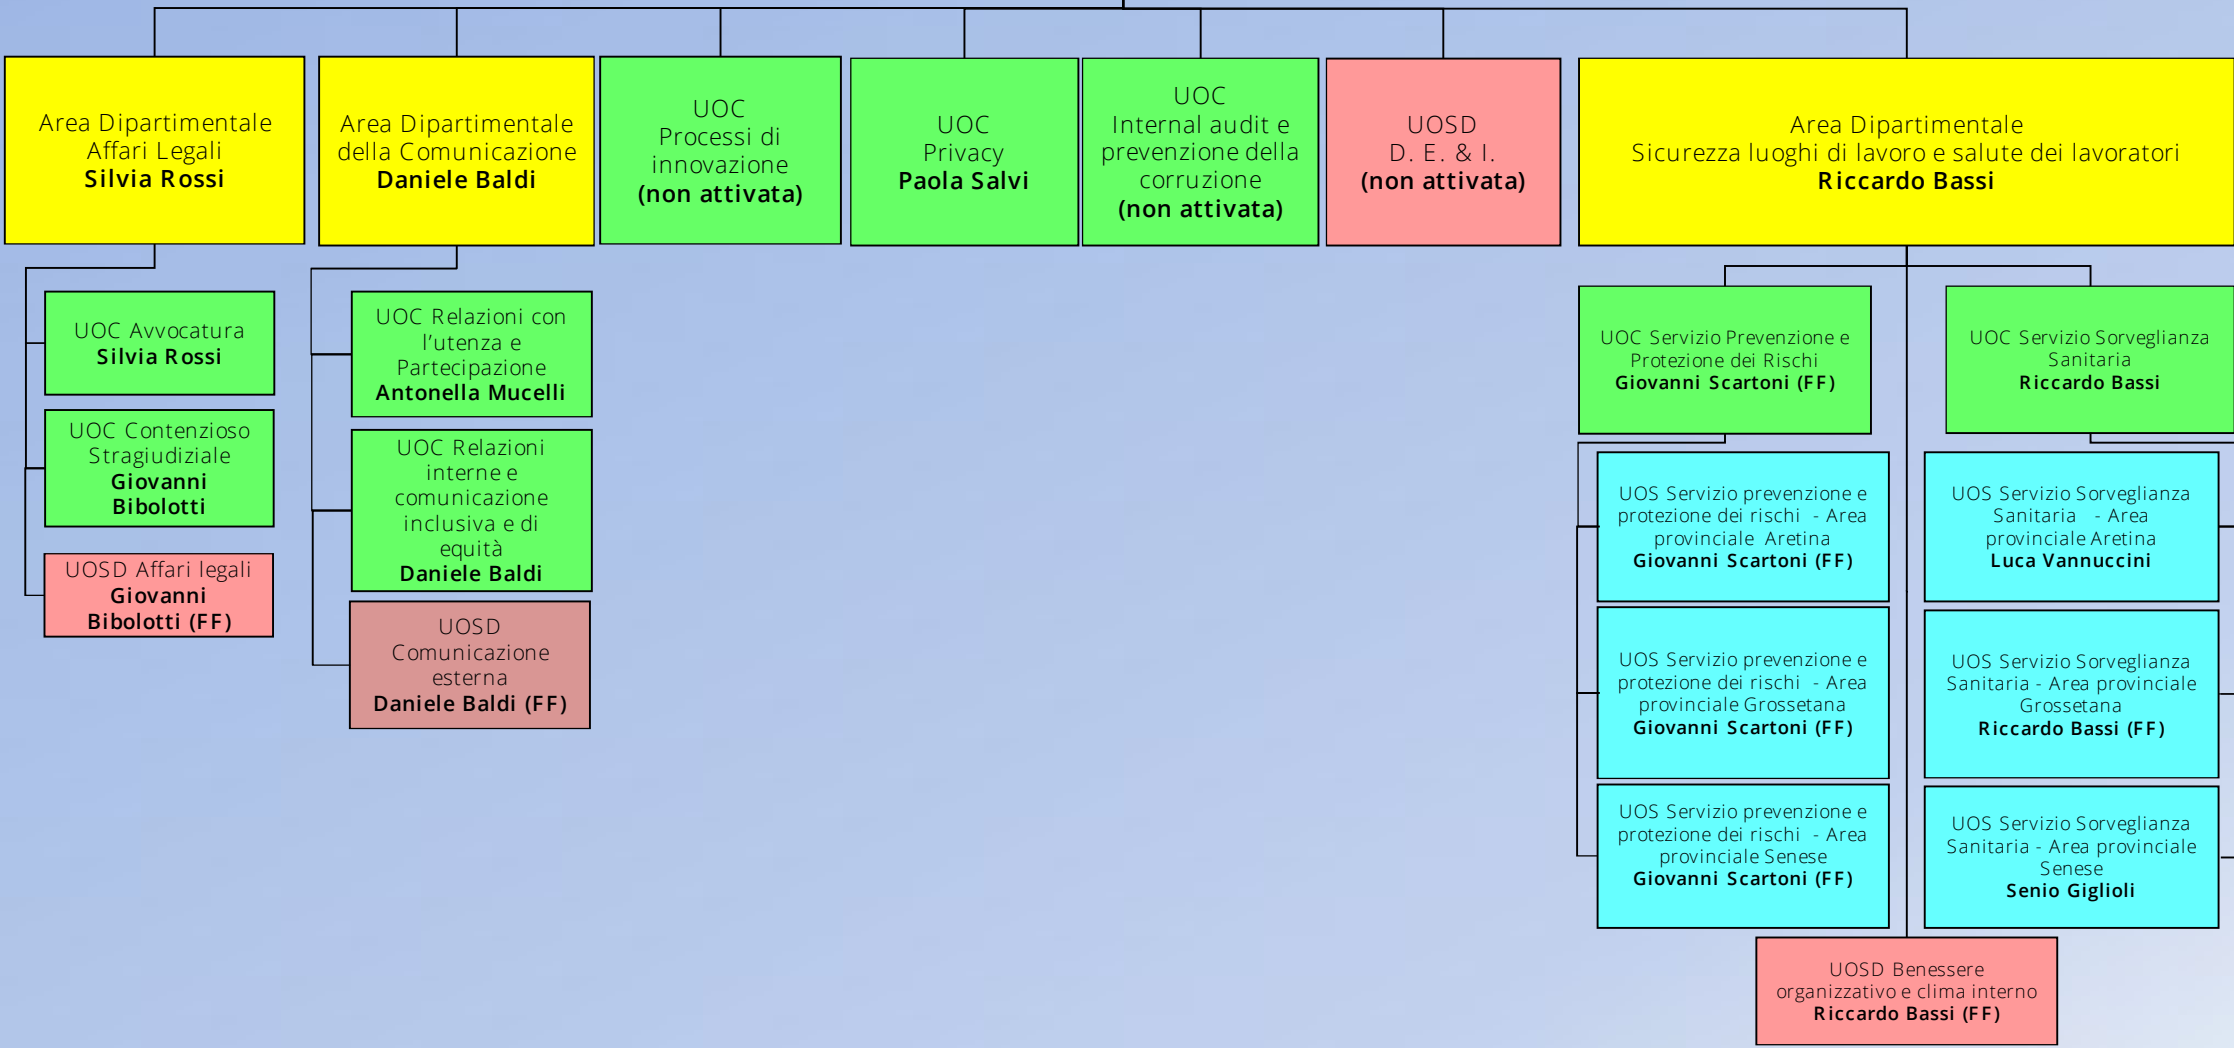 Area Dipartimentale
Affari Legali
Silvia Rossi
Area Dipartimentale
della Comunicazione
Daniele Baldi
UOC
Processi di
innovazione
(non attivata)
UOC
Privacy
Paola Salvi
UOC
Internal audit e
prevenzione della
corruzione
(non attivata)
UOSD
D. E. & I.
(non attivata)
Area Dipartimentale
Sicurezza luoghi di lavoro e salute dei lavoratori
Riccardo Bassi
UOC Avvocatura
Silvia Rossi
UOC Contenzioso
Stragiudiziale
Giovanni
Bibolotti
UOSD Affari legali
Giovanni
Bibolotti (FF)
UOC Relazioni con
l'utenza e
Partecipazione
Antonella Mucelli
UOC Relazioni
interne e
comunicazione
inclusiva e di
equità
Daniele Baldi
UOSD
Comunicazione
esterna
Daniele Baldi (FF)
UOC Servizio Prevenzione e
Protezione dei Rischi
Giovanni Scartoni (FF)
UOS Servizio prevenzione e
protezione dei rischi - Area
provinciale Aretina
Giovanni Scartoni (FF)
UOS Servizio prevenzione e
protezione dei rischi - Area
provinciale Grossetana
Giovanni Scartoni (FF)
UOS Servizio prevenzione e
protezione dei rischi - Area
provinciale Senese
Giovanni Scartoni (FF)
UOC Servizio Sorveglianza
Sanitaria
Riccardo Bassi
UOS Servizio Sorveglianza
Sanitaria - Area
provinciale Aretina
Luca Vannuccini
UOS Servizio Sorveglianza
Sanitaria - Area provinciale
Grossetana
Riccardo Bassi (FF)
UOS Servizio Sorveglianza
Sanitaria - Area provinciale
Senese
Senio Giglioli
UOSD Benessere
organizzativo e clima interno
Riccardo Bassi (FF)